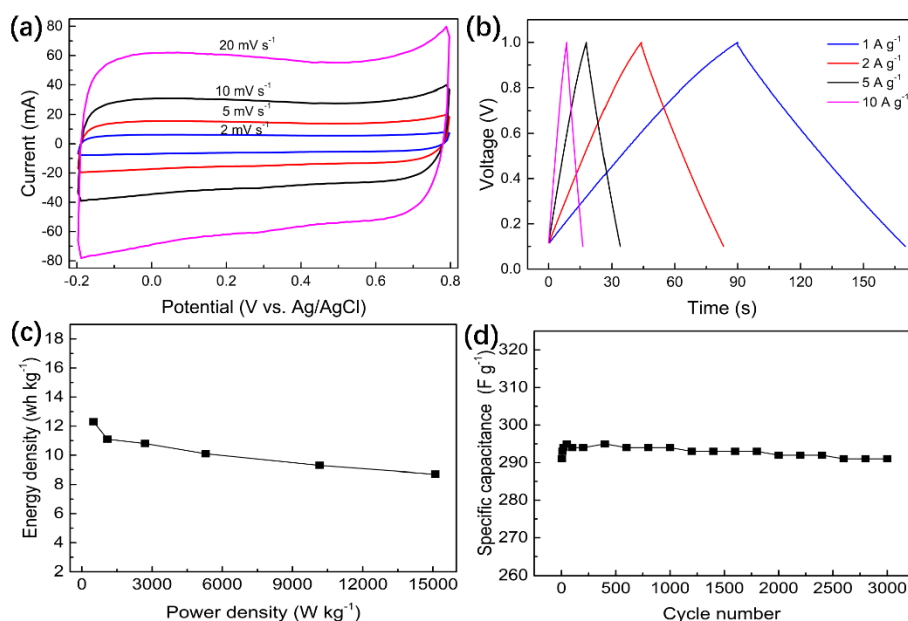 (a)
80
60
40
20
0
-20
-40
-60
-80
Current (mA)
20 mV s⁻¹
10 mV s⁻¹
5 mV s⁻¹
2 mV s⁻¹
-0.2 0.0 0.2 0.4 0.6 0.8
Potential (V vs. Ag/AgCl)
(b)
1.0
0.8
0.6
0.4
0.2
0.0
Voltage (V)
1 A g⁻¹
2 A g⁻¹
5 A g⁻¹
10 A g⁻¹
0 30 60 90 120 150
Time (s)
(c)
18
16
14
12
10
8
6
4
2
Energy density (wh kg⁻¹)
0 3000 6000 9000 12000 15000
Power density (W kg⁻¹)
(d)
320
310
300
290
280
270
260
Specific capacitance (F g⁻¹)
0 500 1000 1500 2000 2500 3000
Cycle number